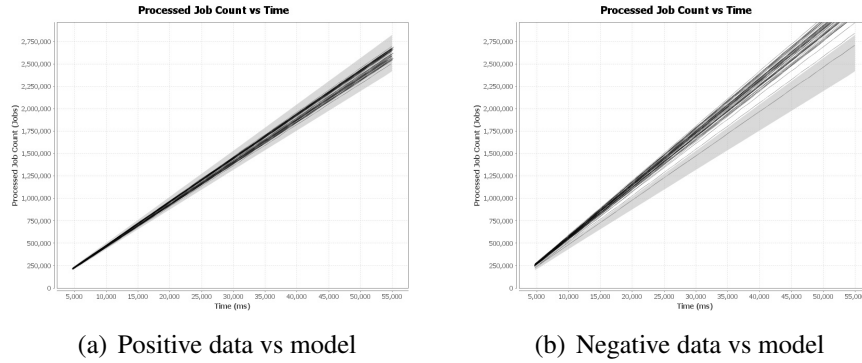 Processed Job Count vs Time
Processed Job Count (Jobs)
2,750,000
2,500,000
2,250,000
2,000,000
1,750,000
1,500,000
1,250,000
1,000,000
750,000
500,000
250,000
0
5,000 10,000 15,000 20,000 25,000 30,000 35,000 40,000 45,000 50,000 55,000
Time (ms)
(a) Positive data vs model
Processed Job Count vs Time
Processed Job Count (Jobs)
2,750,000
2,500,000
2,250,000
2,000,000
1,750,000
1,500,000
1,250,000
1,000,000
750,000
500,000
250,000
0
5,000 10,000 15,000 20,000 25,000 30,000 35,000 40,000 45,000 50,000 55,000
Time (ms)
(b) Negative data vs model